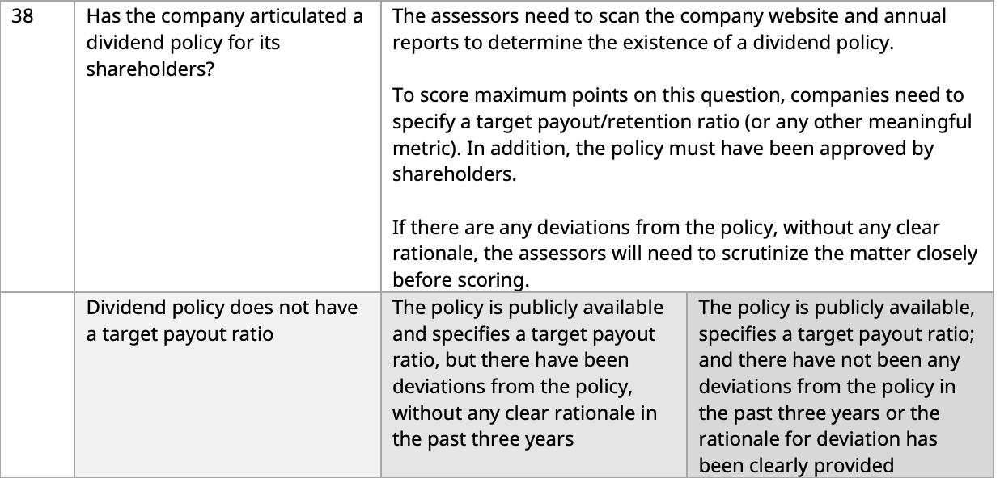 38
Has the company articulated a
dividend policy for its
shareholders?
The assessors need to scan the company website and annual
reports to determine the existence of a dividend policy.
To score maximum points on this question, companies need to
specify a target payout/retention ratio (or any other meaningful
metric). In addition, the policy must have been approved by
shareholders.
If there are any deviations from the policy, without any clear
rationale, the assessors will need to scrutinize the matter closely
before scoring.
Dividend policy does not have
a target payout ratio
The policy is publicly available
and specifies a target payout
ratio, but there have been
deviations from the policy,
without any clear rationale in
the past three years
The policy is publicly available,
specifies a target payout ratio;
and there have not been any
deviations from the policy in
the past three years or the
rationale for deviation has
been clearly provided